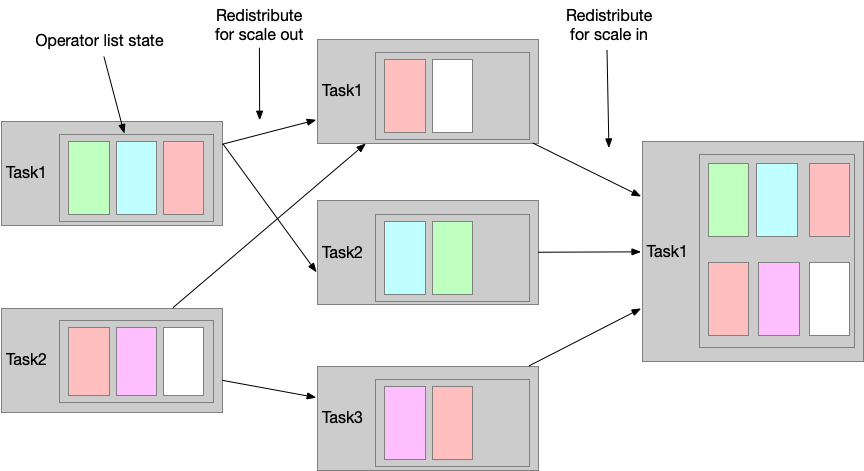 Operator list state
Redistribute
for scale out
Redistribute
for scale in
Task1
Task2
Task1
Task2
Task3
Task1